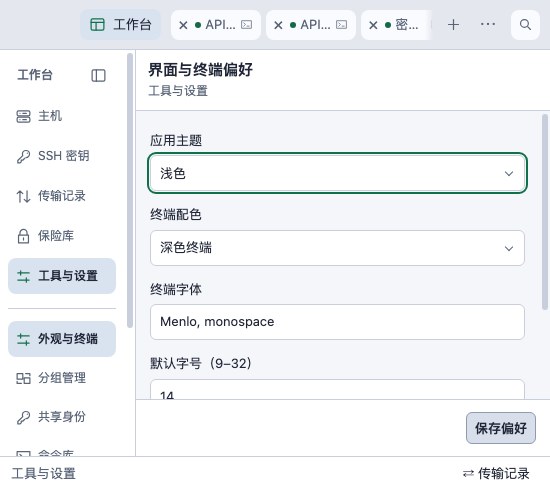 工作台
API...
API...
密...
工作台
主机
SSH 密钥
传输记录
保险库
工具与设置
外观与终端
分组管理
共享身份
命令库
界面与终端偏好
工具与设置
应用主题
浅色
终端配色
深色终端
终端字体
Menlo, monospace
默认字号（9–32）
14
保存偏好
工具与设置
传输记录